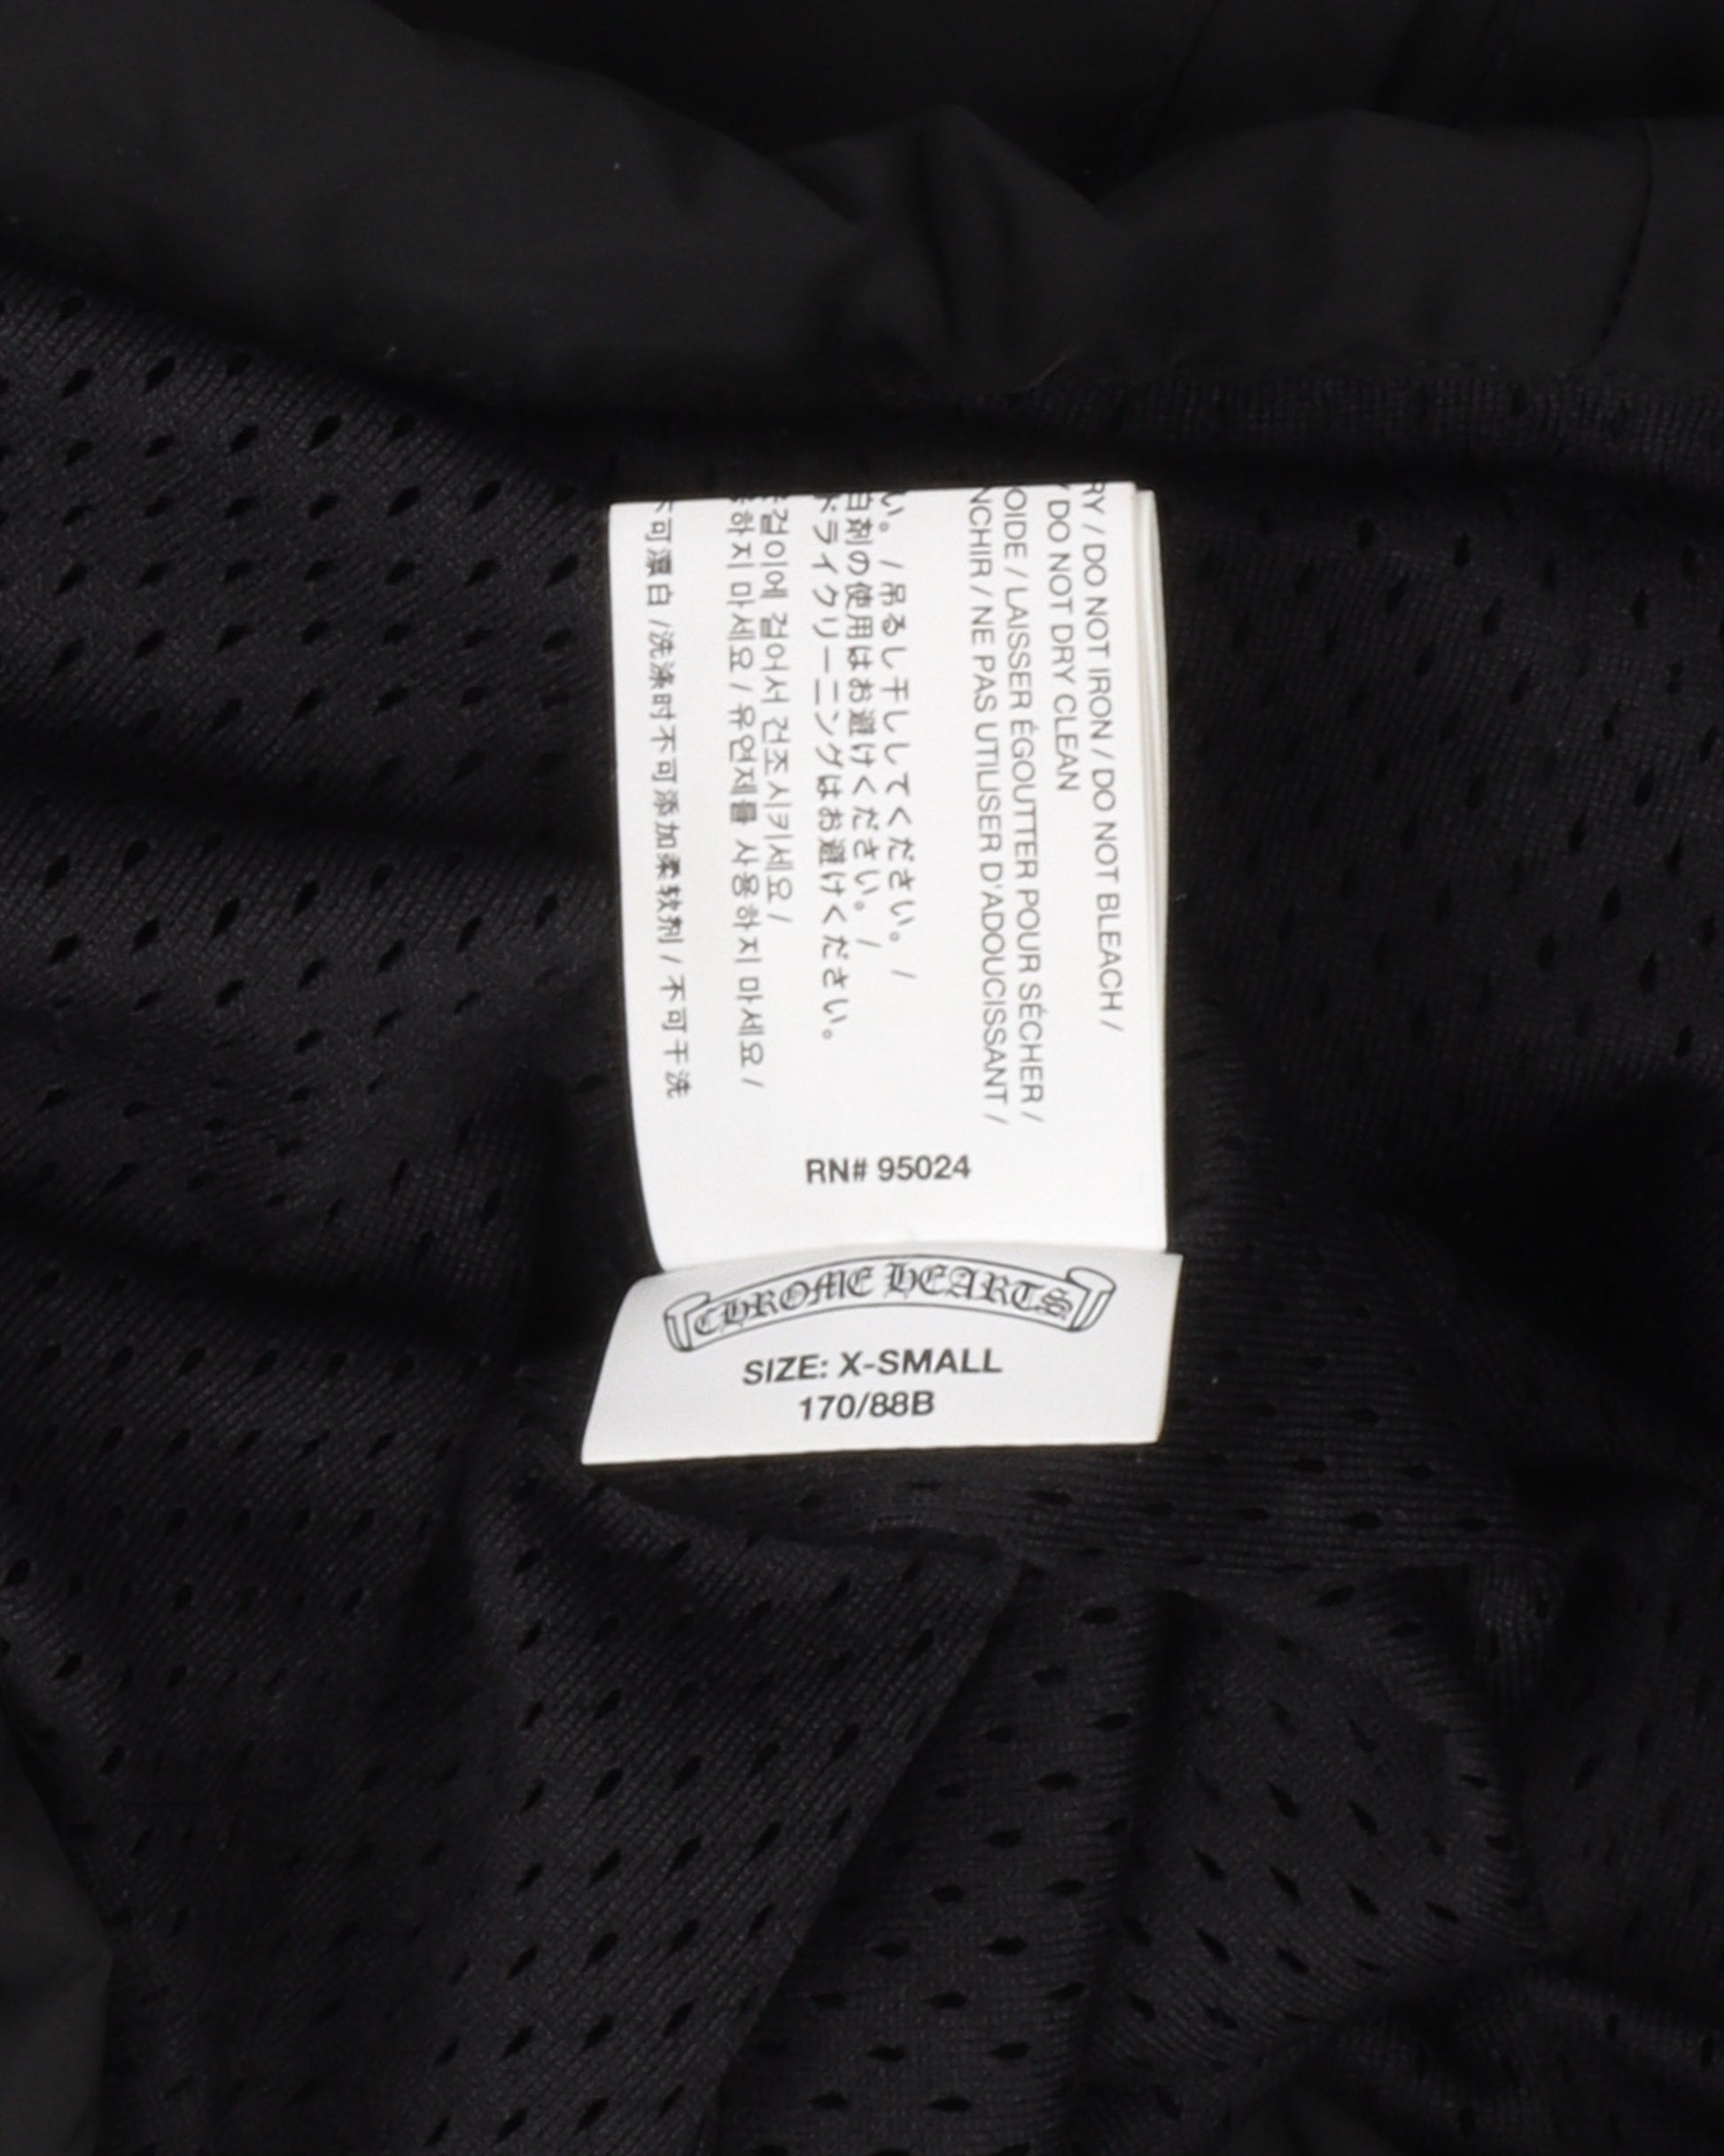 RY / DO NOT IRON / DO NOT BLEACH /
/ DO NOT DRY CLEAN
OIDE / LAISSER ÉGOUTTER POUR SÉCHER /
NCHIR / NE PAS UTILISER D'ADOUCISSANT /
い。 / 吊るし干ししてください。 /
白剤の使用はお避けください。 /
ドライクリーニングはお避けください。
걸이에 걸어서 건조시키세요 /
하지 마세요 / 유연제를 사용하지 마세요 /
不可漂白 /洗涤时不可添加柔软剂 / 不可干洗
RN# 95024
CHROME HEARTS
SIZE: X-SMALL
170/88B